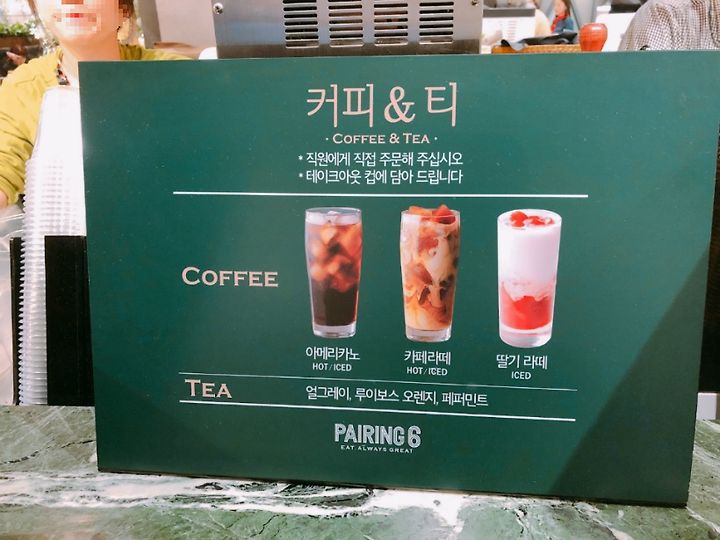 커피 & 티
· COFFEE & TEA ·
* 직원에게 직접 주문해 주십시오
* 테이크아웃 컵에 담아 드립니다
COFFEE
아메리카노
HOT / ICED
카페라떼
HOT / ICED
딸기 라떼
ICED
TEA
얼그레이, 루이보스 오렌지, 페퍼민트
PAIRING 6
EAT ALWAYS GREAT